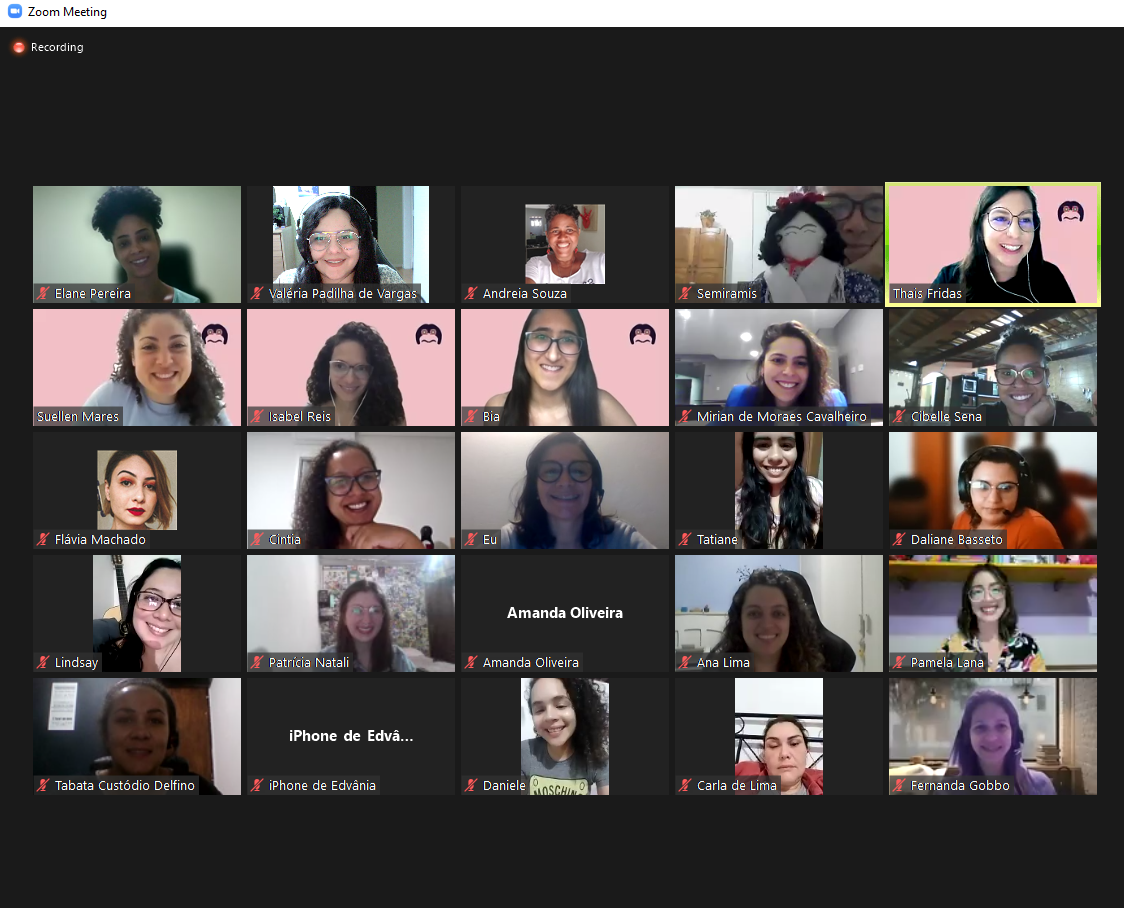 Zoom Meeting
Recording
Elane Pereira
Valéria Padilha de Vargas
Andreia Souza
Semiramis
Thais Fridas
Suellen Mares
Isabel Reis
Bia
Mirian de Moraes Cavalheiro
Cibelle Sena
Flávia Machado
Cintia
Eu
Tatiane
Daliane Basseto
Lindsay
Patrícia Natali
Amanda Oliveira
Amanda Oliveira
Ana Lima
Pamela Lana
Tabata Custódio Delfino
iPhone de Edvâ...
iPhone de Edvânia
Daniele
MOSCHINO
Carla de Lima
Fernanda Gobbo